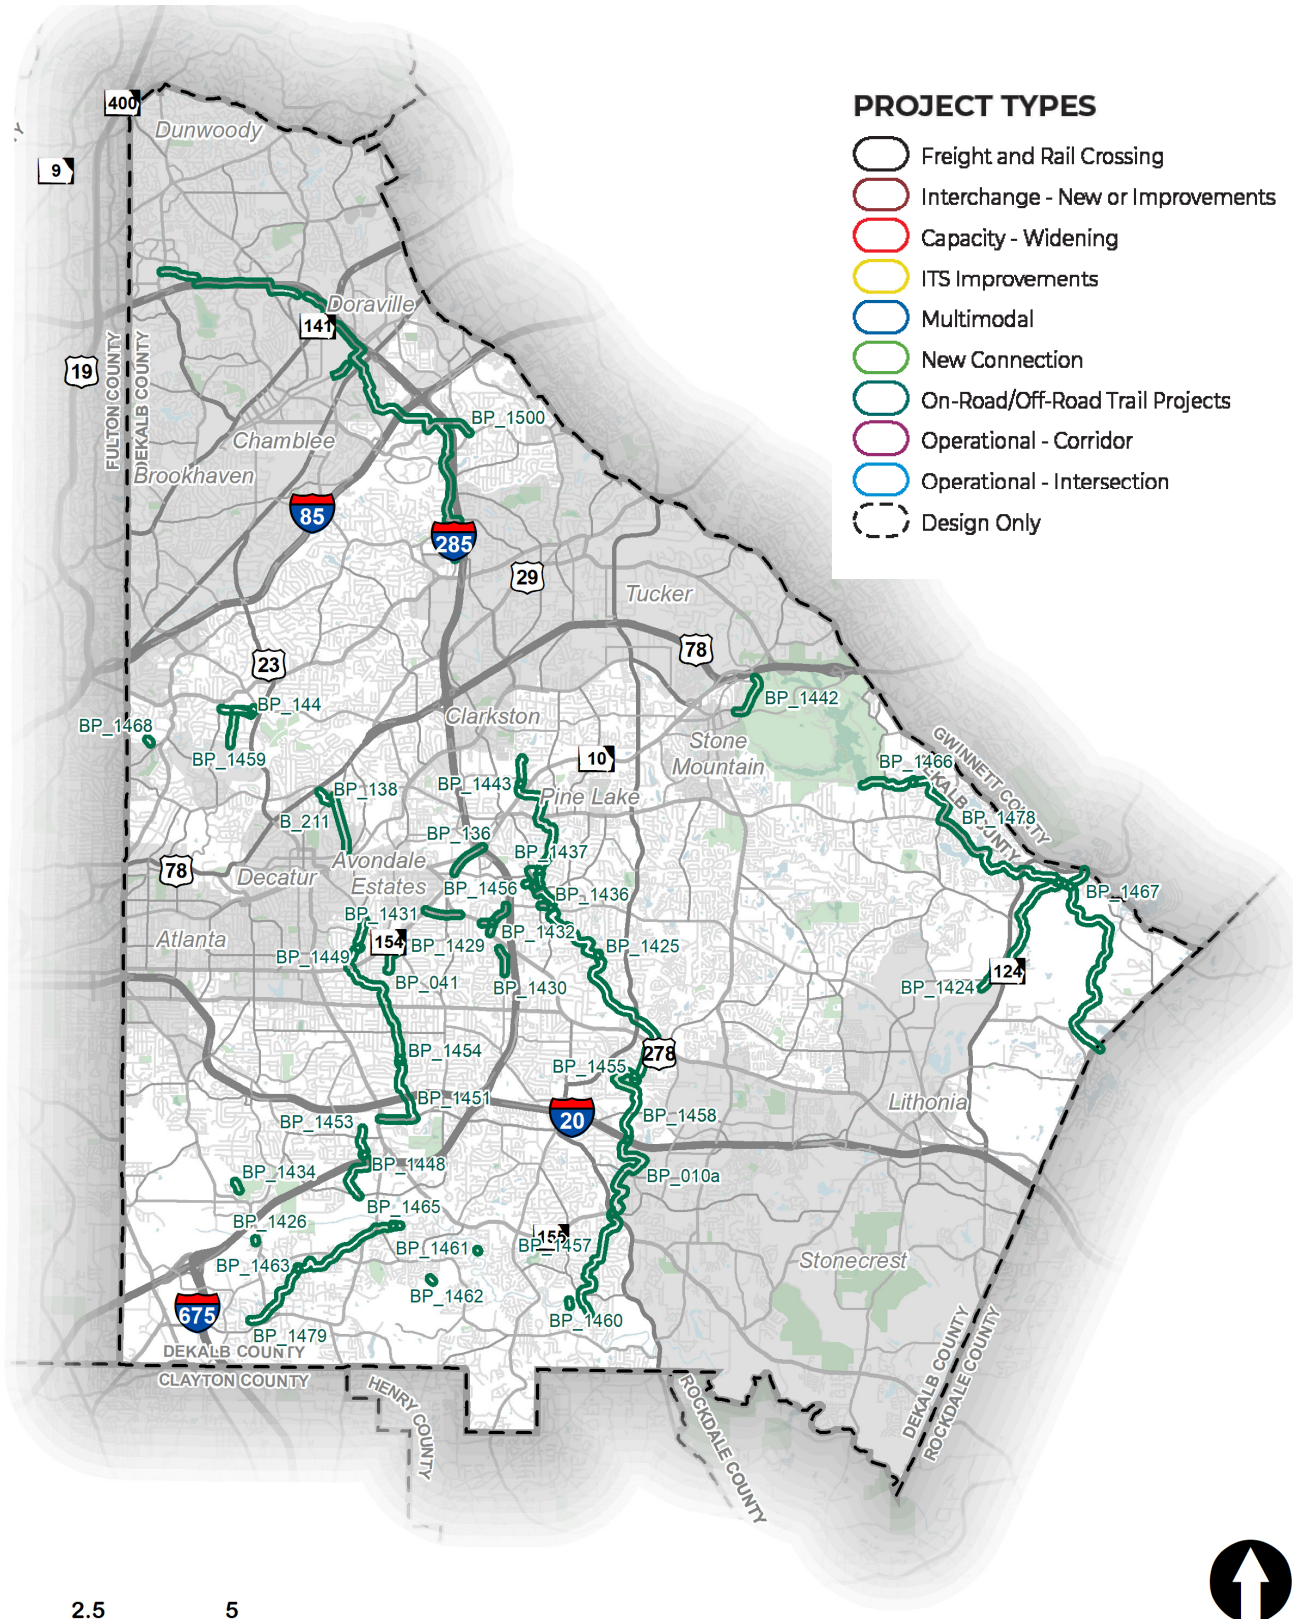 400
Dunwoody
9
PROJECT TYPES
Freight and Rail Crossing
Interchange - New or Improvements
Capacity - Widening
ITS Improvements
Multimodal
New Connection
On-Road/Off-Road Trail Projects
Operational - Corridor
Operational - Intersection
Design Only
Doraville
141
19
FULTON COUNTY
DEKALB COUNTY
BP_1500
Chamblee
Brookhaven
85
285
29
Tucker
78
23
BP_1442
BP_144
BP_1468
Clarkston
Stone
Mountain
GWINNETT COUNTY
BP_1459
10
BP_1466
BP_1443
BP_138
Pine Lake
B_211
BP_1478
BP_136
BP_1437
Avondale
Estates
78
Decatur
BP_1456
BP_1436
BP_1467
BP_1431
Atlanta
154
BP_1432
BP_1429
BP_1425
BP_1449
BP_041
BP_1430
124
BP_1424
278
BP_1454
BP_1455
BP_1451
Lithonia
20
BP_1458
BP_1453
BP_1448
BP_1434
BP_010a
BP_1465
BP_1426
155
BP_1461
BP_1457
BP_1463
Stonecrest
BP_1462
675
BP_1460
BP_1479
DEKALB COUNTY
CLAYTON COUNTY
HENRY COUNTY
ROCKDALE COUNTY
DEKALB COUNTY
ROCKDALE COUNTY
2.5
5